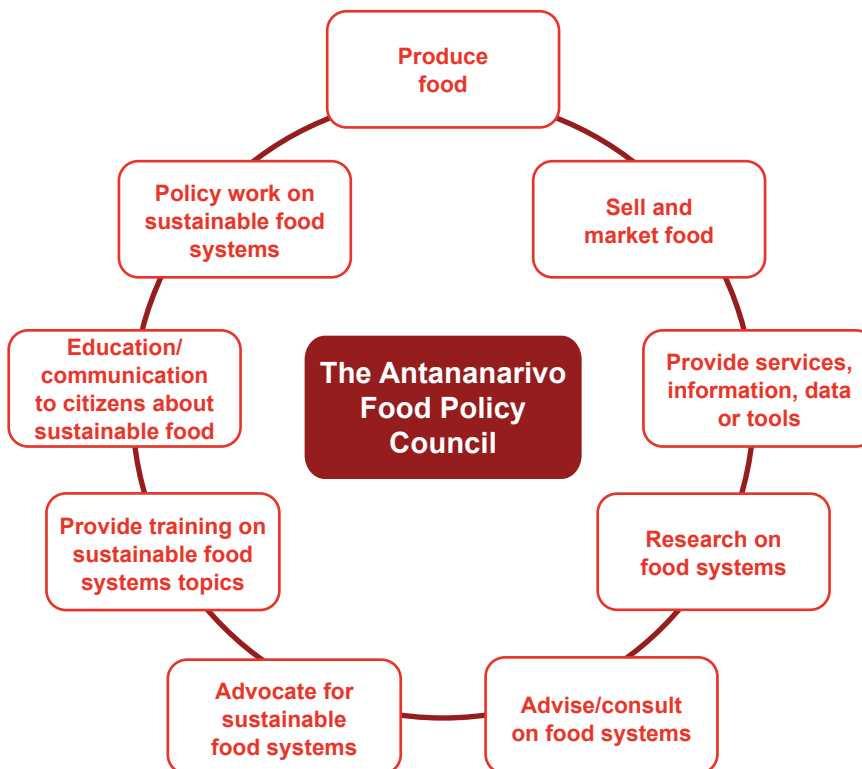 Produce
food
Policy work on
sustainable food
systems
Sell and
market food
Education/
communication
to citizens about
sustainable food
The Antananarivo
Food Policy
Council
Provide services,
information, data
or tools
Provide training on
sustainable food
systems topics
Research on
food systems
Advocate for
sustainable
food systems
Advise/consult
on food systems